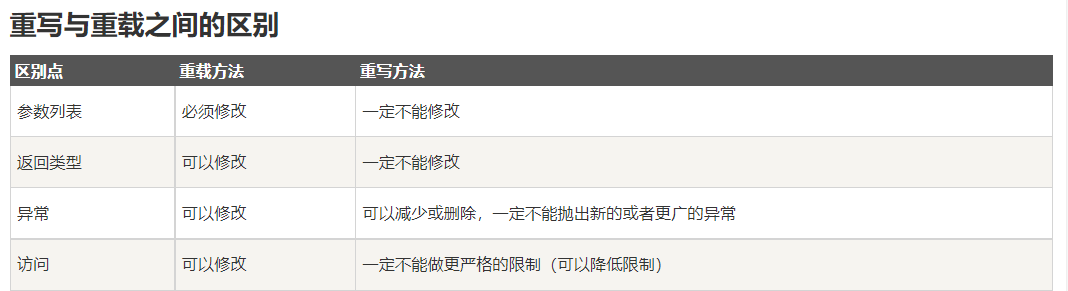 重写与重载之间的区别
区别点 重载方法 重写方法
参数列表 必须修改 一定不能修改
返回类型 可以修改 一定不能修改
异常 可以修改 可以减少或删除，一定不能抛出新的或者更广的异常
访问 可以修改 一定不能做更严格的限制（可以降低限制）